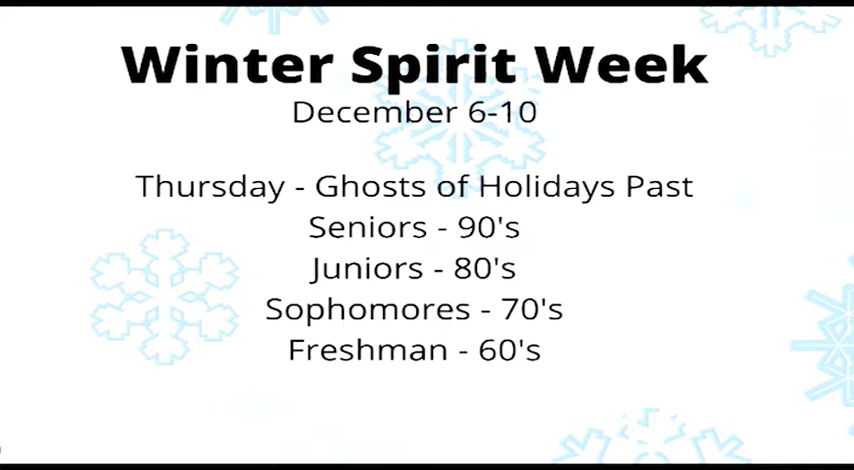 Winter Spirit Week
December 6-10
Thursday - Ghosts of Holidays Past
Seniors - 90's
Juniors - 80's
Sophomores - 70's
Freshman - 60's